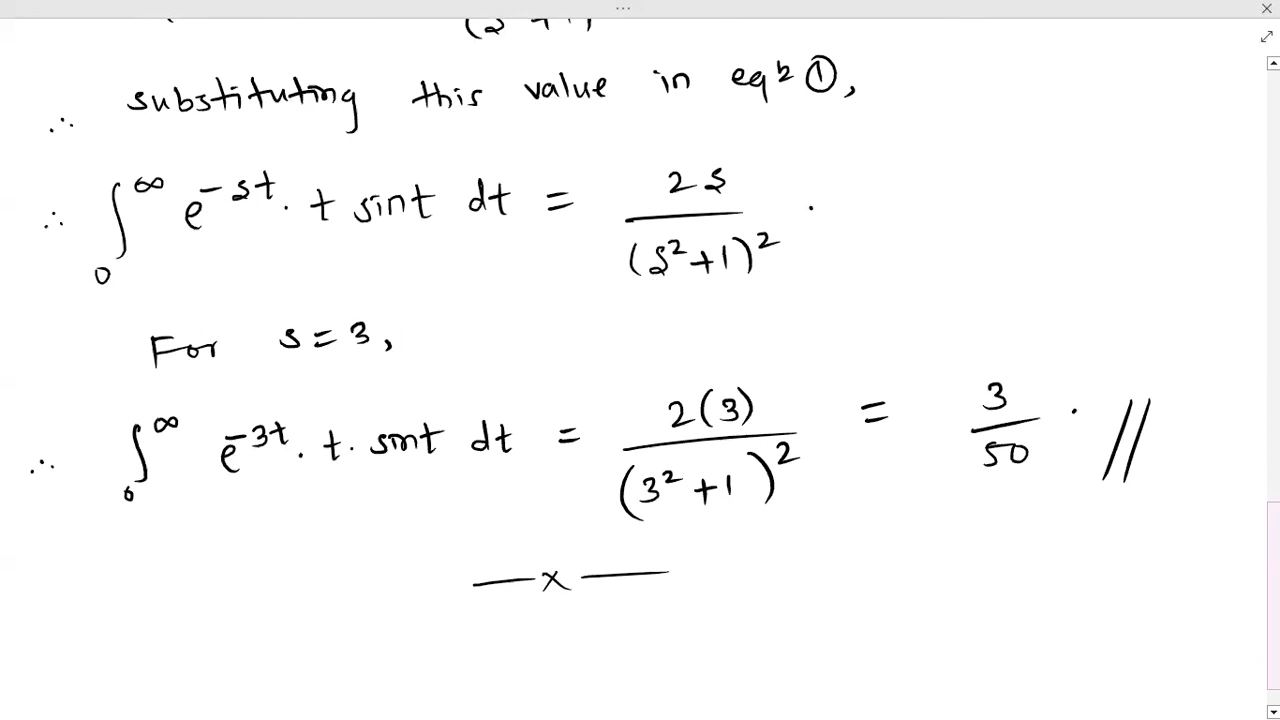 ∴ substituting this value in eqⁿ ①,
∴ ∫₀^∞ e^{-st} · t sint dt = 2s / (s²+1)² .
For s = 3,
∴ ∫₀^∞ e^{-3t} · t · sint dt = 2(3) / (3²+1)² = 3/50 . //
—x—